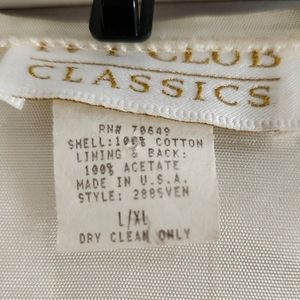 CLUB
CLASSICS
RN# 70649
SHELL: 100% COTTON
LINING & BACK:
100% ACETATE
MADE IN U.S.A.
STYLE: 288SVEN
L/XL
DRY CLEAN ONLY